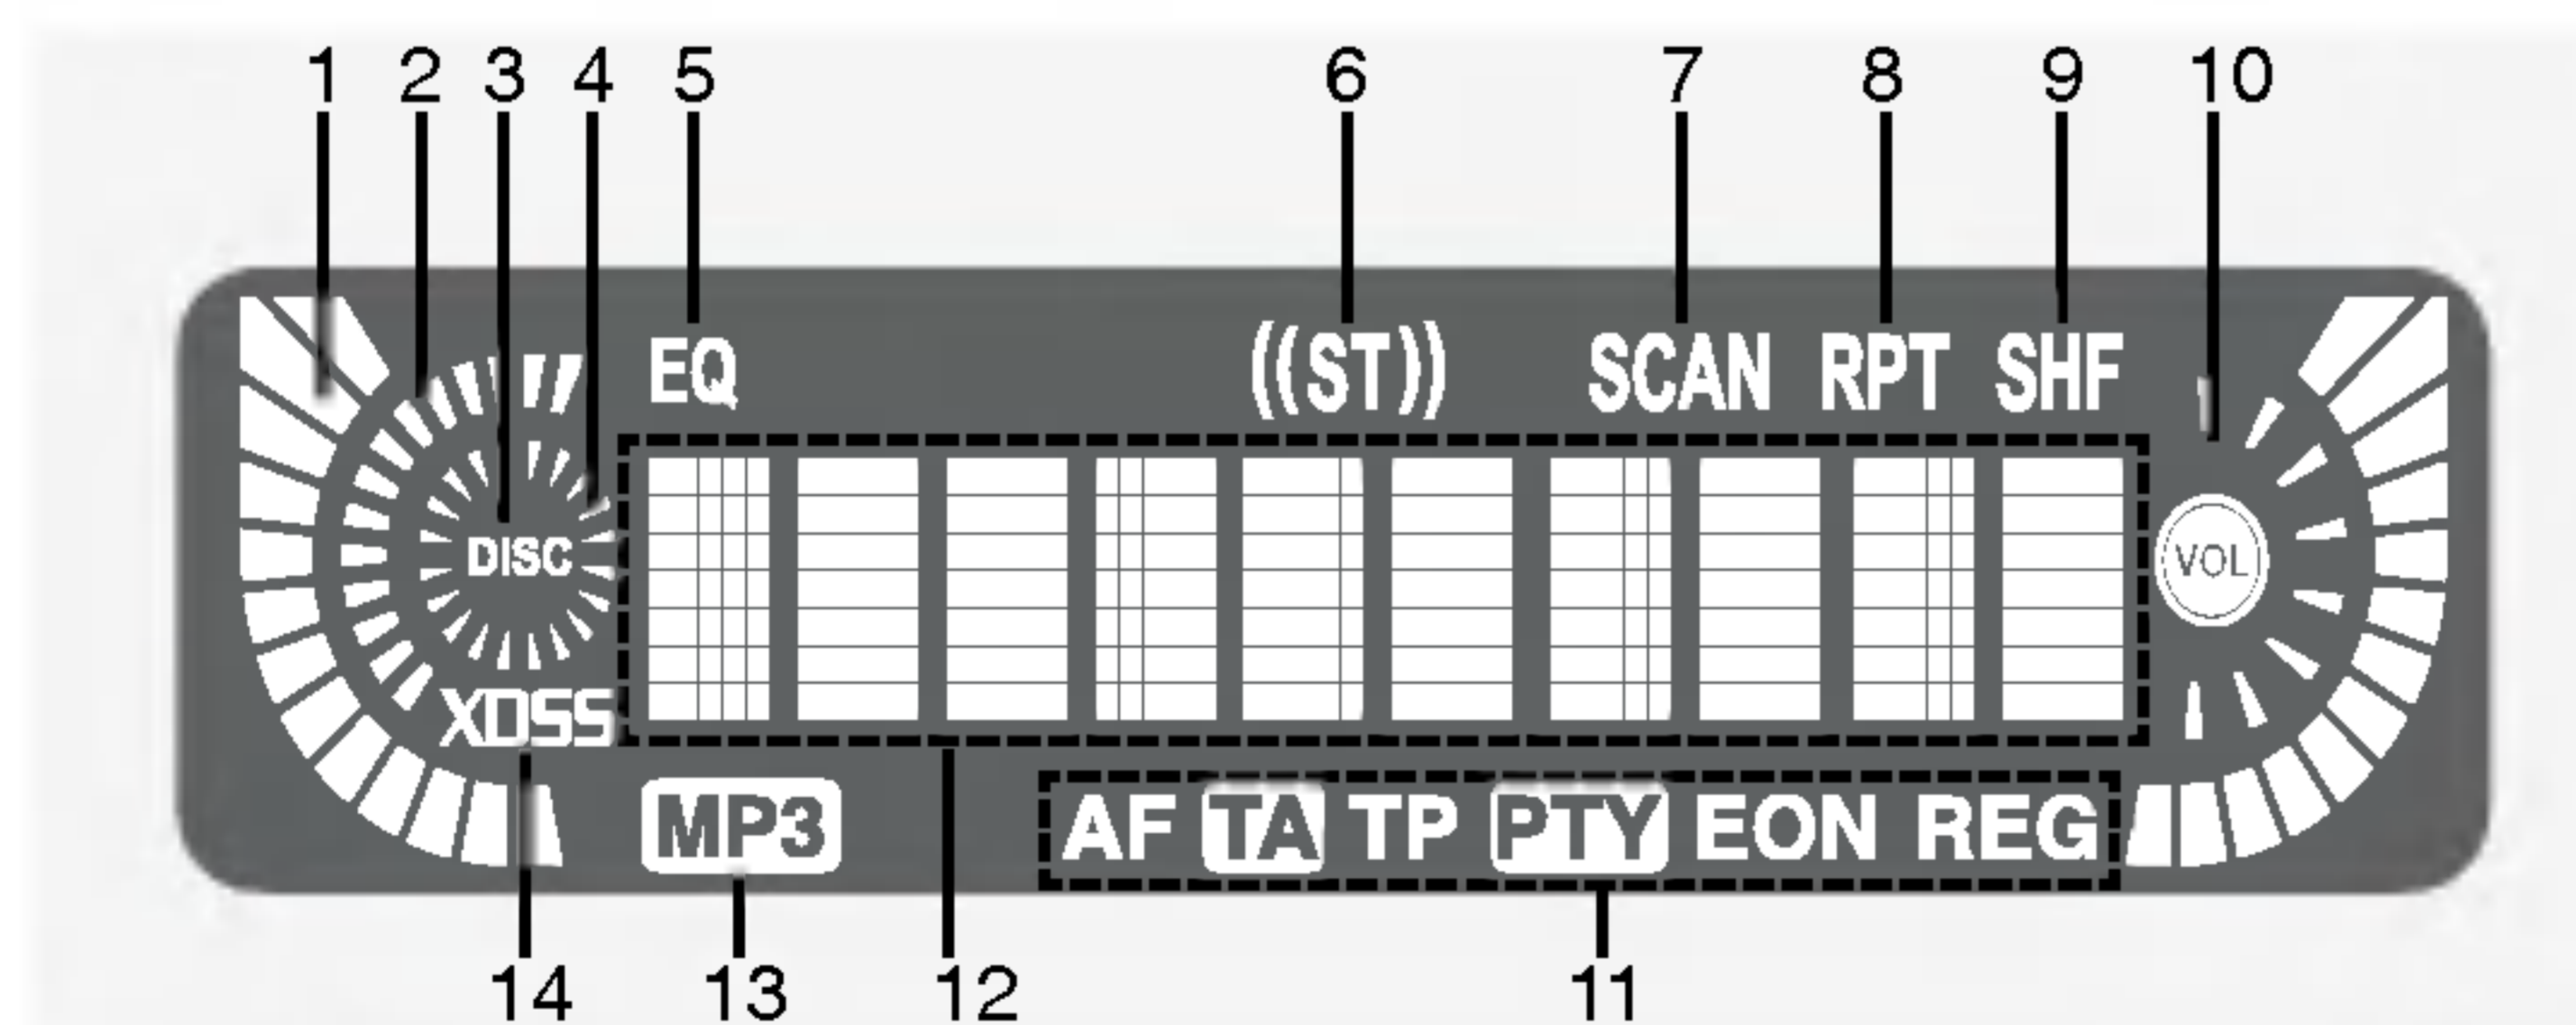 1 2 3 4 5 6 7 8 9 10
EQ ((ST)) SCAN RPT SHF
DISC VOL
XDSS
MP3 AF TA TP PTY EON REG
14 13 12 11